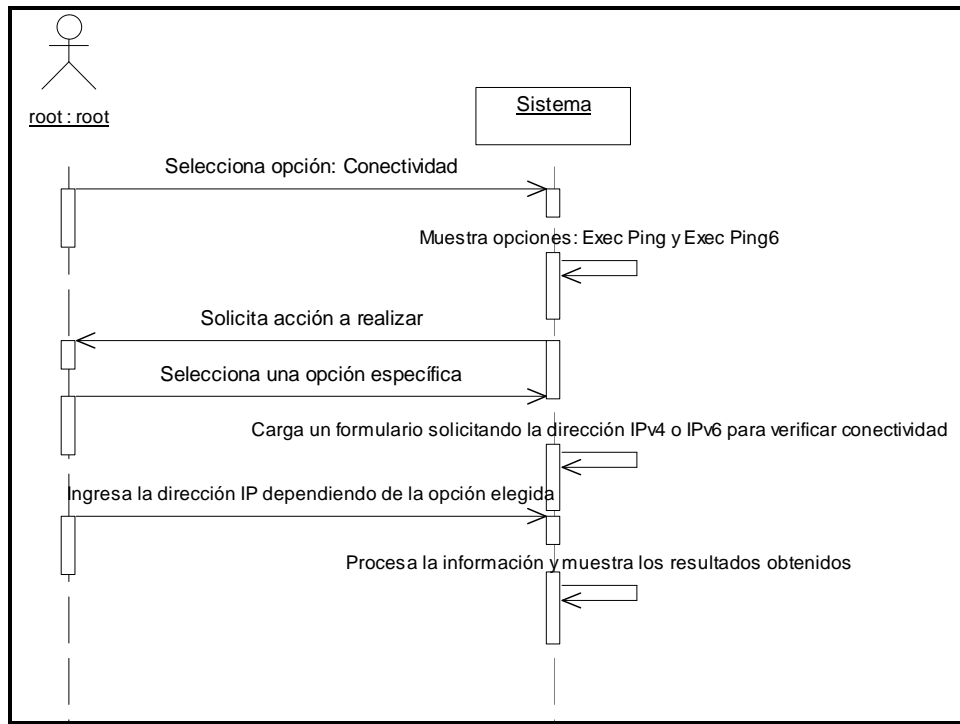 root : root
Sistema
Selecciona opción: Conectividad
Muestra opciones: Exec Ping y Exec Ping6
Solicita acción a realizar
Selecciona una opción específica
Carga un formulario solicitando la dirección IPv4 o IPv6 para verificar conectividad
Ingresa la dirección IP dependiendo de la opción elegida
Procesa la información y muestra los resultados obtenidos